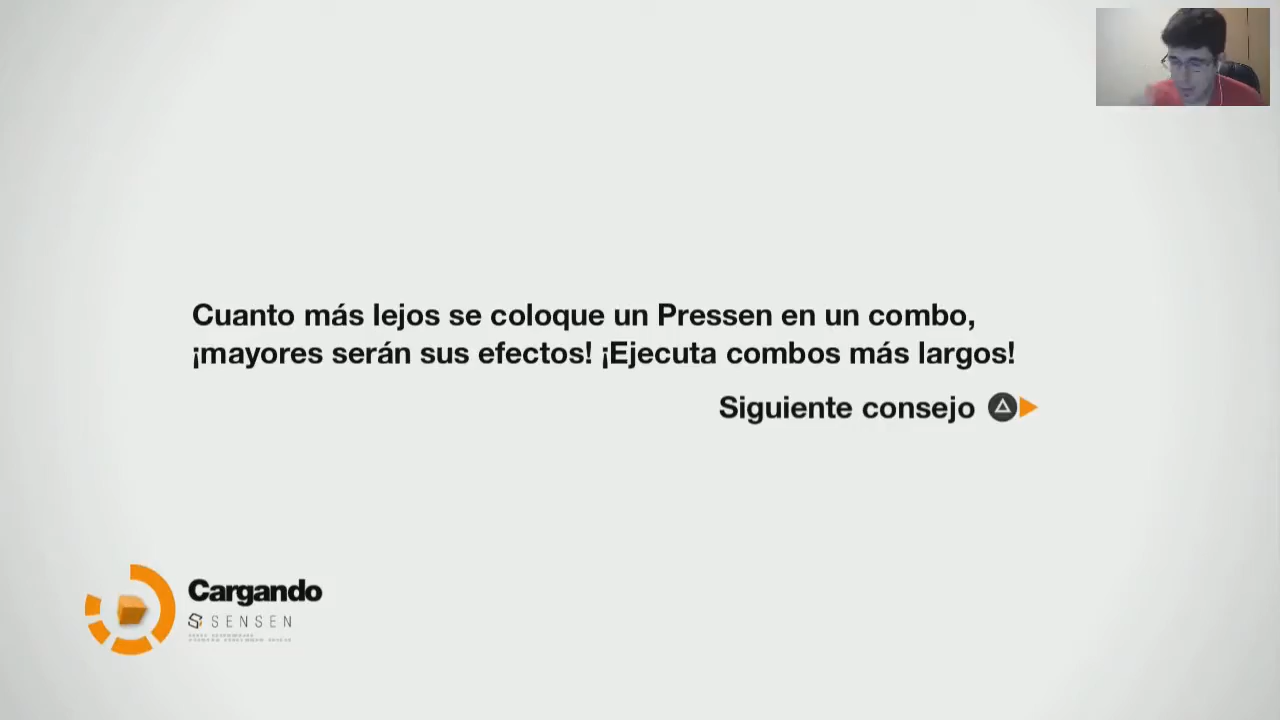 Cuanto más lejos se coloque un Pressen en un combo,
¡mayores serán sus efectos! ¡Ejecuta combos más largos!
Siguiente consejo
Cargando
SENSEN